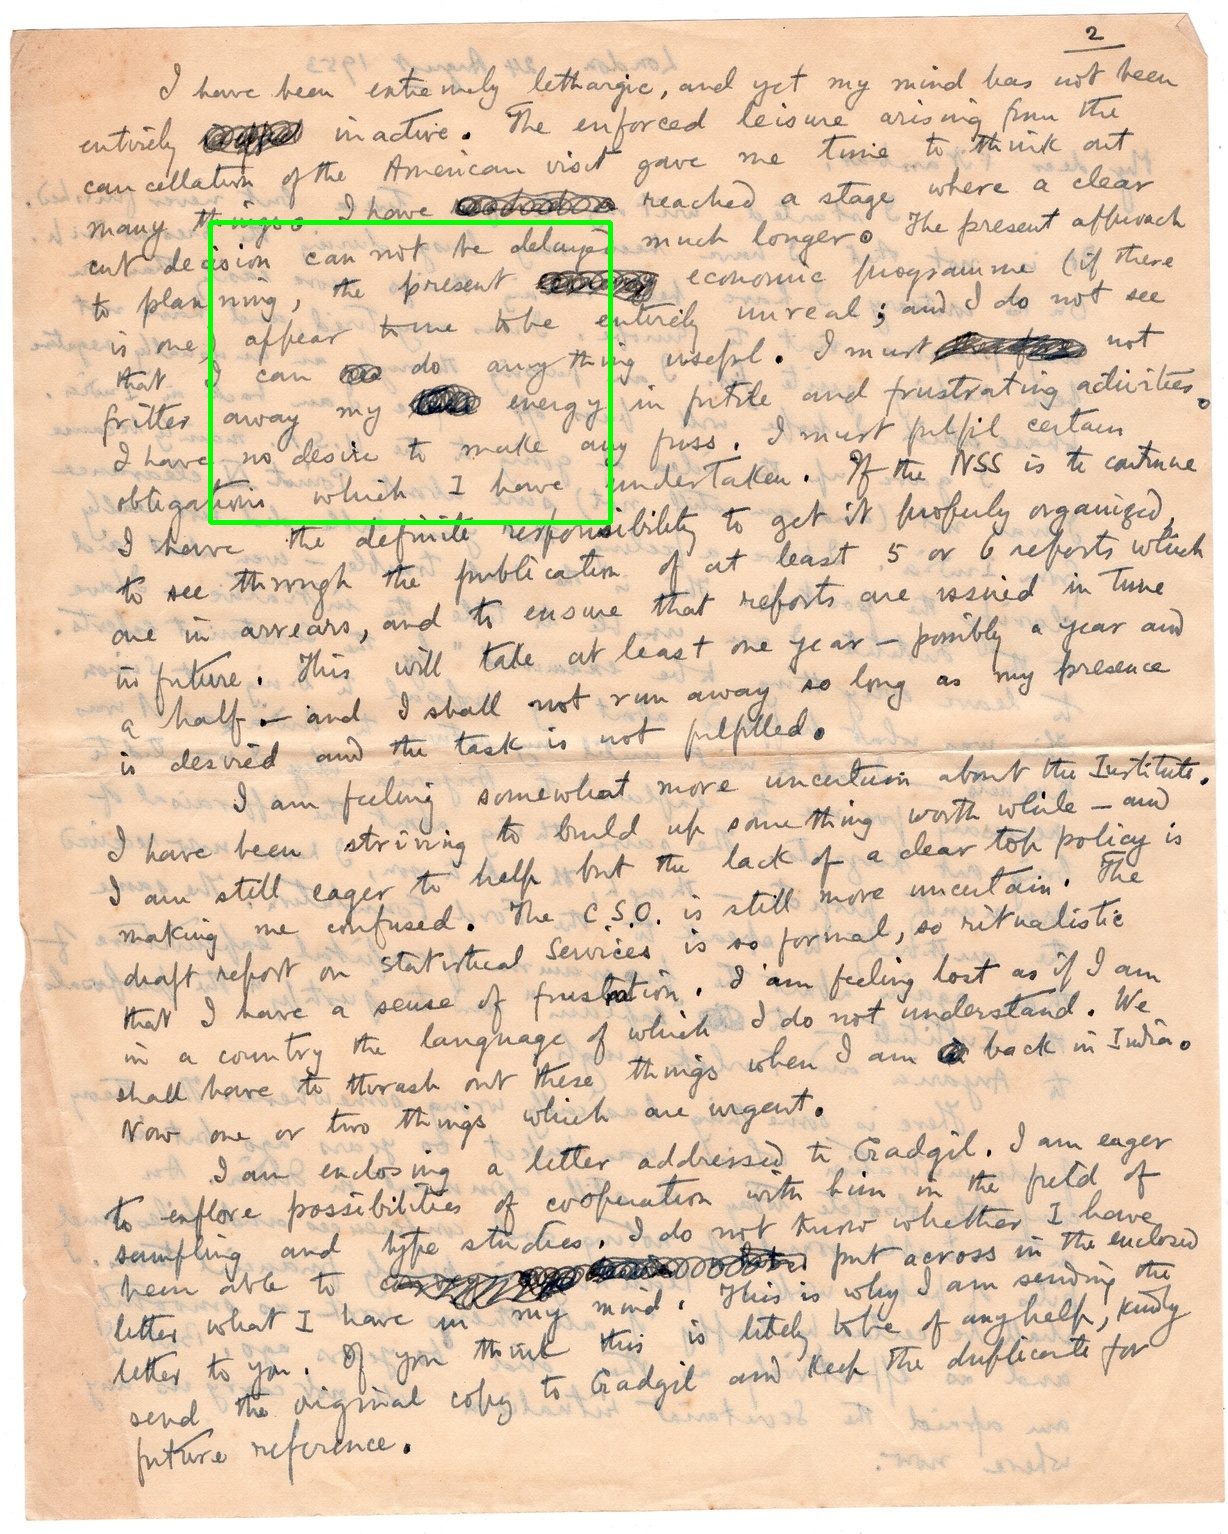 2
I have been extremely lethargic, and yet my mind has not been
entirely inactive. The enforced leisure arising from the
cancellation of the American visit gave me time to think out
many things. I have reached a stage where a clear
cut decision can not be delayed much longer. The present approach
to planning, the present economic programme (if there
is one) appear to me to be entirely unreal; and I do not see
that I can do anything useful. I must not
fritter away my energy in futile and frustrating activities.
I have no desire to make any fuss. I must fulfil certain
obligations which I have undertaken. If the NSS is to continue
I have the definite responsibility to get it properly organized,
to see through the publication of at least 5 or 6 reports which
are in arrears, and to ensure that reports are issued in time
in future. This will take at least one year — possibly a year and
a half — and I shall not run away so long as my presence
is desired and the task is not fulfilled.
I am feeling somewhat more uncertain about the Institute.
I have been striving to build up something worth while — and
I am still eager to help but the lack of a clear top policy is
making me confused. The C.S.O. is still more uncertain. The
draft report on Statistical Services is so formal, so ritualistic
that I have a sense of frustration. I am feeling lost as if I am
in a country the language of which I do not understand. We
shall have to thrash out these things when I am back in India.
Now one or two things which are urgent.
I am enclosing a letter addressed to Gadgil. I am eager
to explore possibilities of cooperation with him in the field of
sampling and type studies. I do not know whether I have
been able to put across in the enclosed
letter what I have in my mind. This is why I am sending the
letter to you. If you think this is likely to be of any help, kindly
send the original copy to Gadgil and keep the duplicate for
future reference.